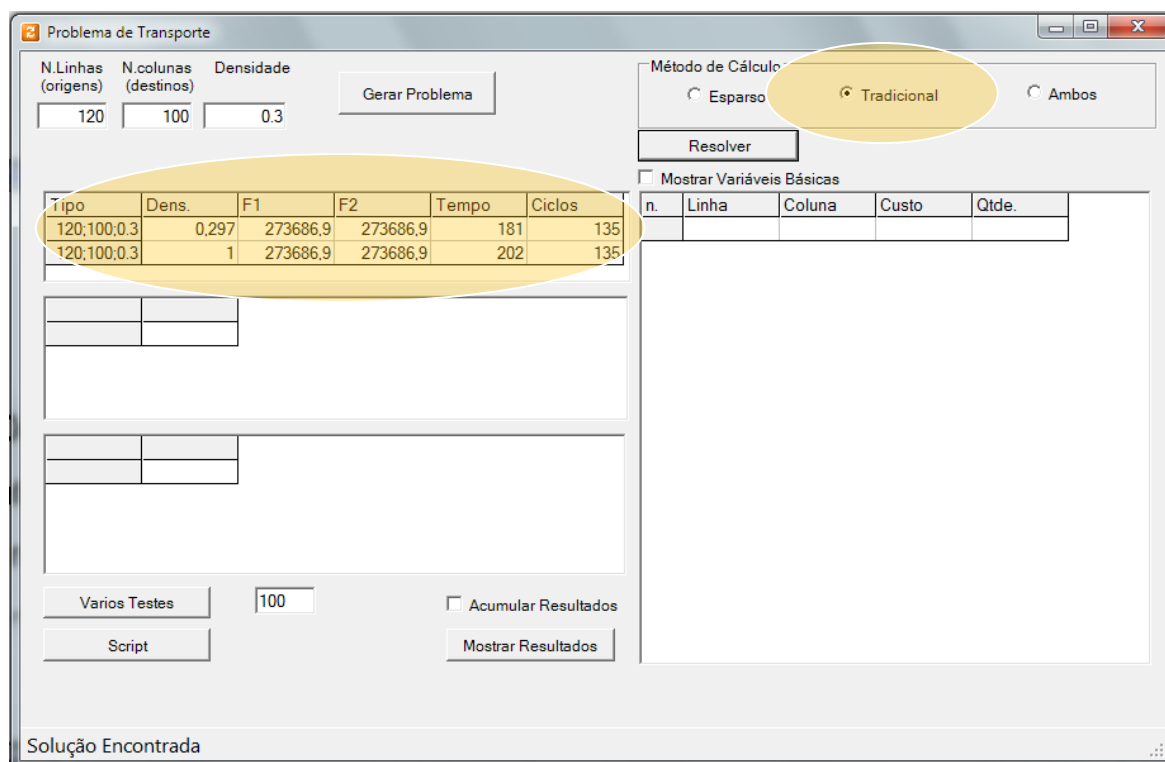 Problema de Transporte
N.Linhas N.colunas Densidade
(origens) (destinos)
120 100 0.3
Gerar Problema
Método de Cálculo
Esparso Tradicional Ambos
Resolver
Mostrar Variáveis Básicas
Tipo Dens. F1 F2 Tempo Ciclos
120;100;0.3 0,297 273686,9 273686,9 181 135
120;100;0.3 1 273686,9 273686,9 202 135
n. Linha Coluna Custo Qtde.
Varios Testes 100 Acumular Resultados
Script Mostrar Resultados
Solução Encontrada